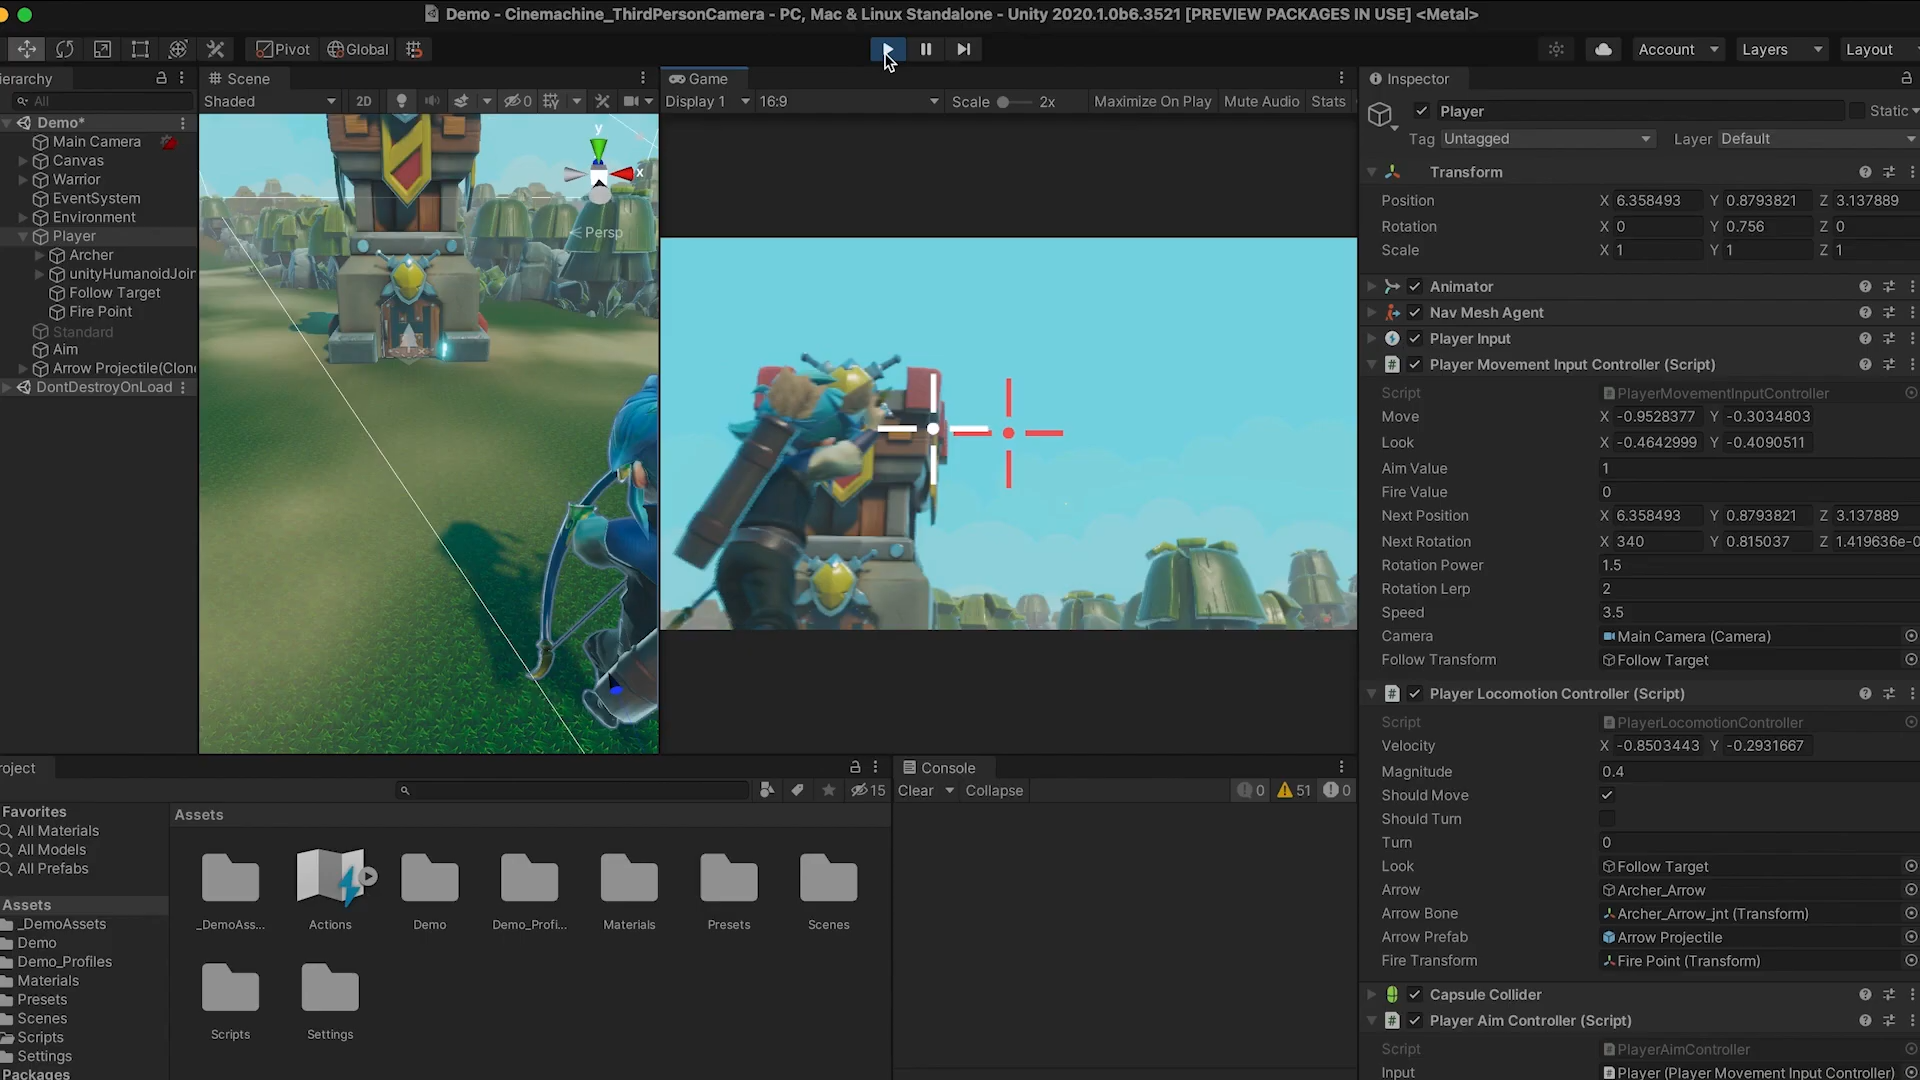 Demo - Cinemachine_ThirdPersonCamera - PC, Mac & Linux Standalone - Unity 2020.1.0b6.3521 [PREVIEW PACKAGES IN USE] <Metal>
Pivot Global Account Layers Layout
ierarchy
All
Demo*
Main Camera
Canvas
Warrior
EventSystem
Environment
Player
Archer
unityHumanoidJoin
Follow Target
Fire Point
Standard
Aim
Arrow Projectile(Clon
DontDestroyOnLoad
Scene
Shaded 2D 0
y
x
Persp
Game
Display 1 16:9 Scale 2x Maximize On Play Mute Audio Stats
Inspector
Player Static
Tag Untagged Layer Default
Transform
Position X 6.358493 Y 0.8793821 Z 3.137889
Rotation X 0 Y 0.756 Z 0
Scale X 1 Y 1 Z 1
Animator
Nav Mesh Agent
Player Input
Player Movement Input Controller (Script)
Script PlayerMovementInputController
Move X -0.9528377 Y -0.3034803
Look X -0.4642999 Y -0.4090511
Aim Value 1
Fire Value 0
Next Position X 6.358493 Y 0.8793821 Z 3.137889
Next Rotation X 340 Y 0.815037 Z 1.419636e-0
Rotation Power 1.5
Rotation Lerp 2
Speed 3.5
Camera Main Camera (Camera)
Follow Transform Follow Target
Player Locomotion Controller (Script)
Script PlayerLocomotionController
Velocity X -0.8503443 Y -0.2931667
Magnitude 0.4
Should Move
Should Turn
Turn 0
Look Follow Target
Arrow Archer_Arrow
Arrow Bone Archer_Arrow_jnt (Transform)
Arrow Prefab Arrow Projectile
Fire Transform Fire Point (Transform)
Capsule Collider
Player Aim Controller (Script)
Script PlayerAimController
Input Player (Player Movement Input Controller)
roject
15
Favorites
All Materials
All Models
All Prefabs
Assets
_DemoAssets
Demo
Demo_Profiles
Materials
Presets
Scenes
Scripts
Settings
Packages
Assets
_DemoAss... Actions Demo Demo_Profi... Materials Presets Scenes
Scripts Settings
Console
Clear Collapse 0 51 0